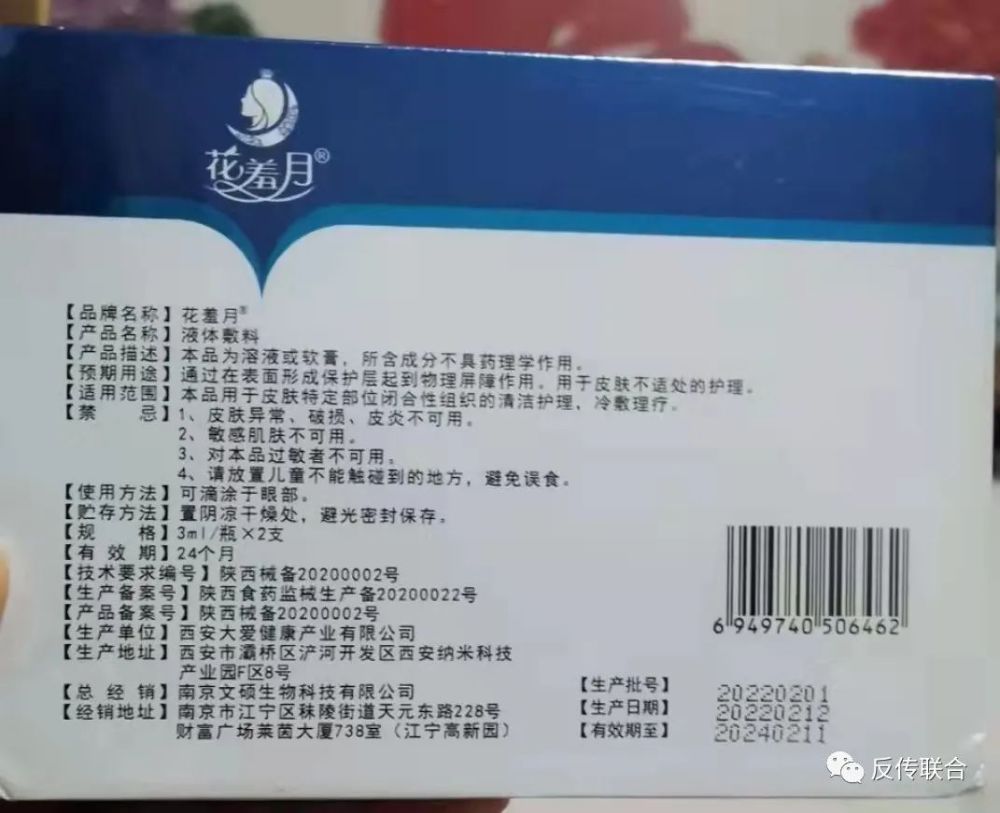 花羞月®
【品牌名称】花羞月®
【产品名称】液体敷料
【产品描述】本品为溶液或软膏，所含成分不具药理学作用。
【预期用途】通过在表面形成保护层起到物理屏障作用。用于皮肤不适处的护理。
【适用范围】本品用于皮肤特定部位闭合性组织的清洁护理，冷敷理疗。
【禁 忌】1、皮肤异常、破损、皮炎不可用。
2、敏感肌肤不可用。
3、对本品过敏者不可用。
4、请放置儿童不能触碰到的地方，避免误食。
【使用方法】可滴涂于眼部。
【贮存方法】置阴凉干燥处，避光密封保存。
【规 格】3ml/瓶×2支
【有 效 期】24个月
【技术要求编号】陕西械备20200002号
【生产备案号】陕西食药监械生产备20200022号
【产品备案号】陕西械备20200002号
【生产单位】西安大爱健康产业有限公司
【生产地址】西安市灞桥区浐河开发区西安纳米科技
产业园F区8号
【总 经 销】南京文硕生物科技有限公司
【经销地址】南京市江宁区秣陵街道天元东路228号
财富广场莱茵大厦738室（江宁高新园）
6 949740 506462
【生产批号】 20220201
【生产日期】 20220212
【有效期至】 20240211
反传联合